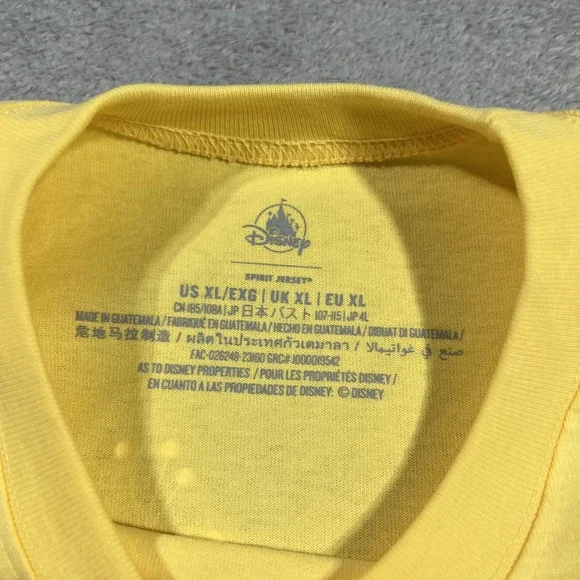 Disney
SPIRIT JERSEY®
US XL/EXG | UK XL | EU XL
CN 185/108A | JP 日本 バスト 107-115 | JP 4L
MADE IN GUATEMALA / FABRIQUÉ EN GUATEMALA / HECHO EN GUATEMALA / DIBUAT DI GUATEMALA /
危地马拉制造 / ผลิตในประเทศกัวเตมาลา / صنع في غواتيمالا
FAC-026249-23160 GRC# 1000019542
AS TO DISNEY PROPERTIES / POUR LES PROPRIÉTÉS DISNEY /
EN CUANTO A LAS PROPIEDADES DE DISNEY: © DISNEY